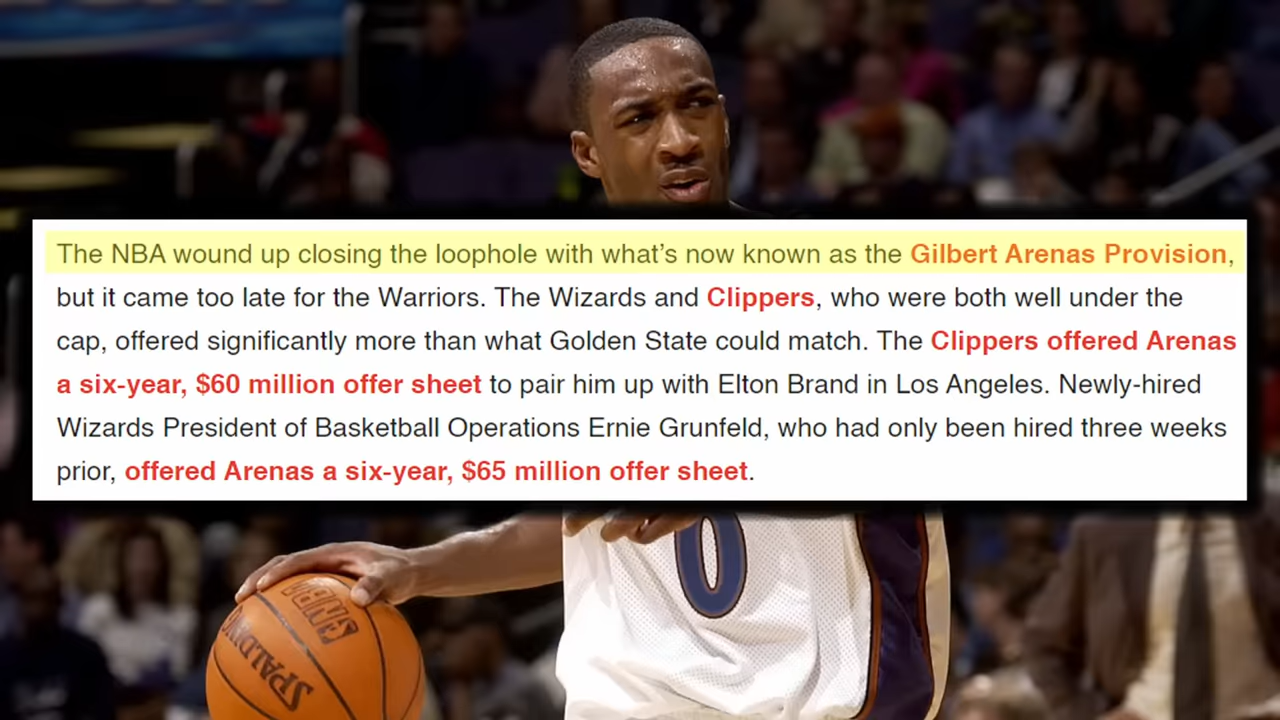 The NBA wound up closing the loophole with what's now known as the Gilbert Arenas Provision,
but it came too late for the Warriors. The Wizards and Clippers, who were both well under the
cap, offered significantly more than what Golden State could match. The Clippers offered Arenas
a six-year, $60 million offer sheet to pair him up with Elton Brand in Los Angeles. Newly-hired
Wizards President of Basketball Operations Ernie Grunfeld, who had only been hired three weeks
prior, offered Arenas a six-year, $65 million offer sheet.
0
NBA
SPALDING